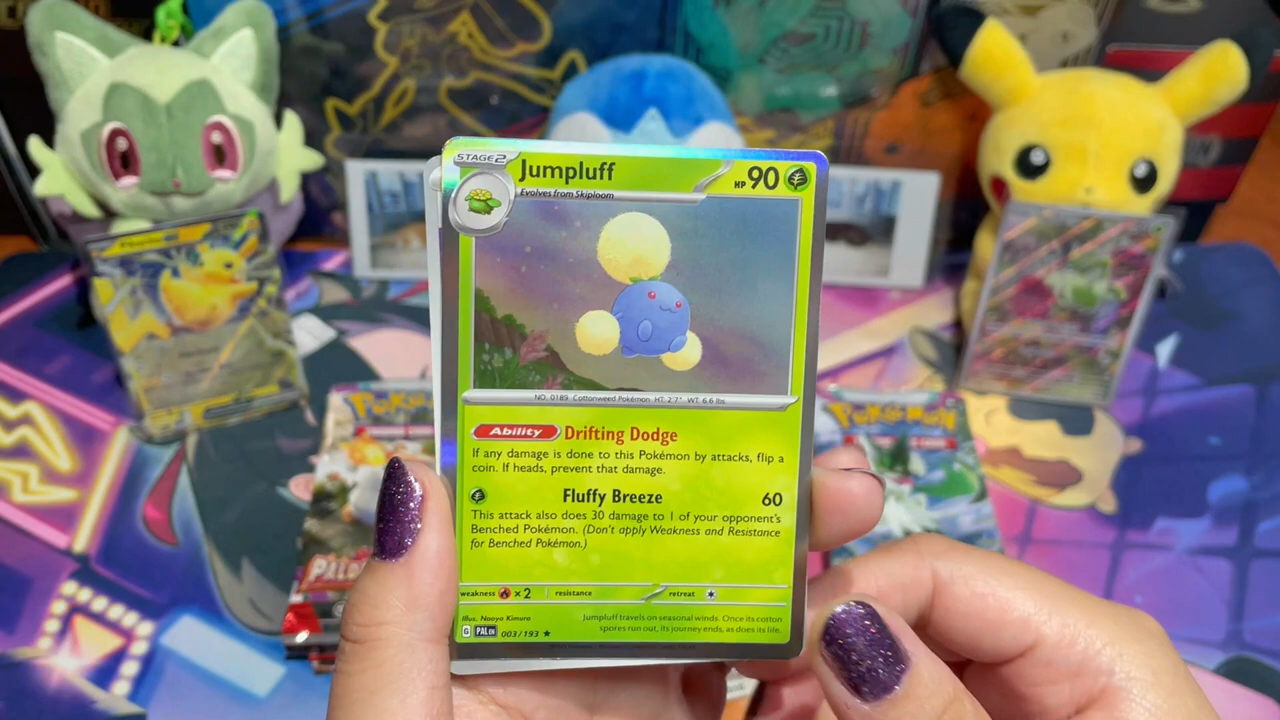 STAGE2
Jumpluff
HP 90
Evolves from Skiploom
NO. 0189 Cottonweed Pokémon HT: 2'7" WT: 6.6 lbs
Ability Drifting Dodge
If any damage is done to this Pokémon by attacks, flip a
coin. If heads, prevent that damage.
Fluffy Breeze 60
This attack also does 30 damage to 1 of your opponent's
Benched Pokémon. (Don't apply Weakness and Resistance
for Benched Pokémon.)
weakness ×2 resistance retreat
Illus. Naoyo Kimura
Jumpluff travels on seasonal winds. Once its cotton
spores run out, its journey ends, as does its life.
G PAL EN 003/193 ★
POKéMON